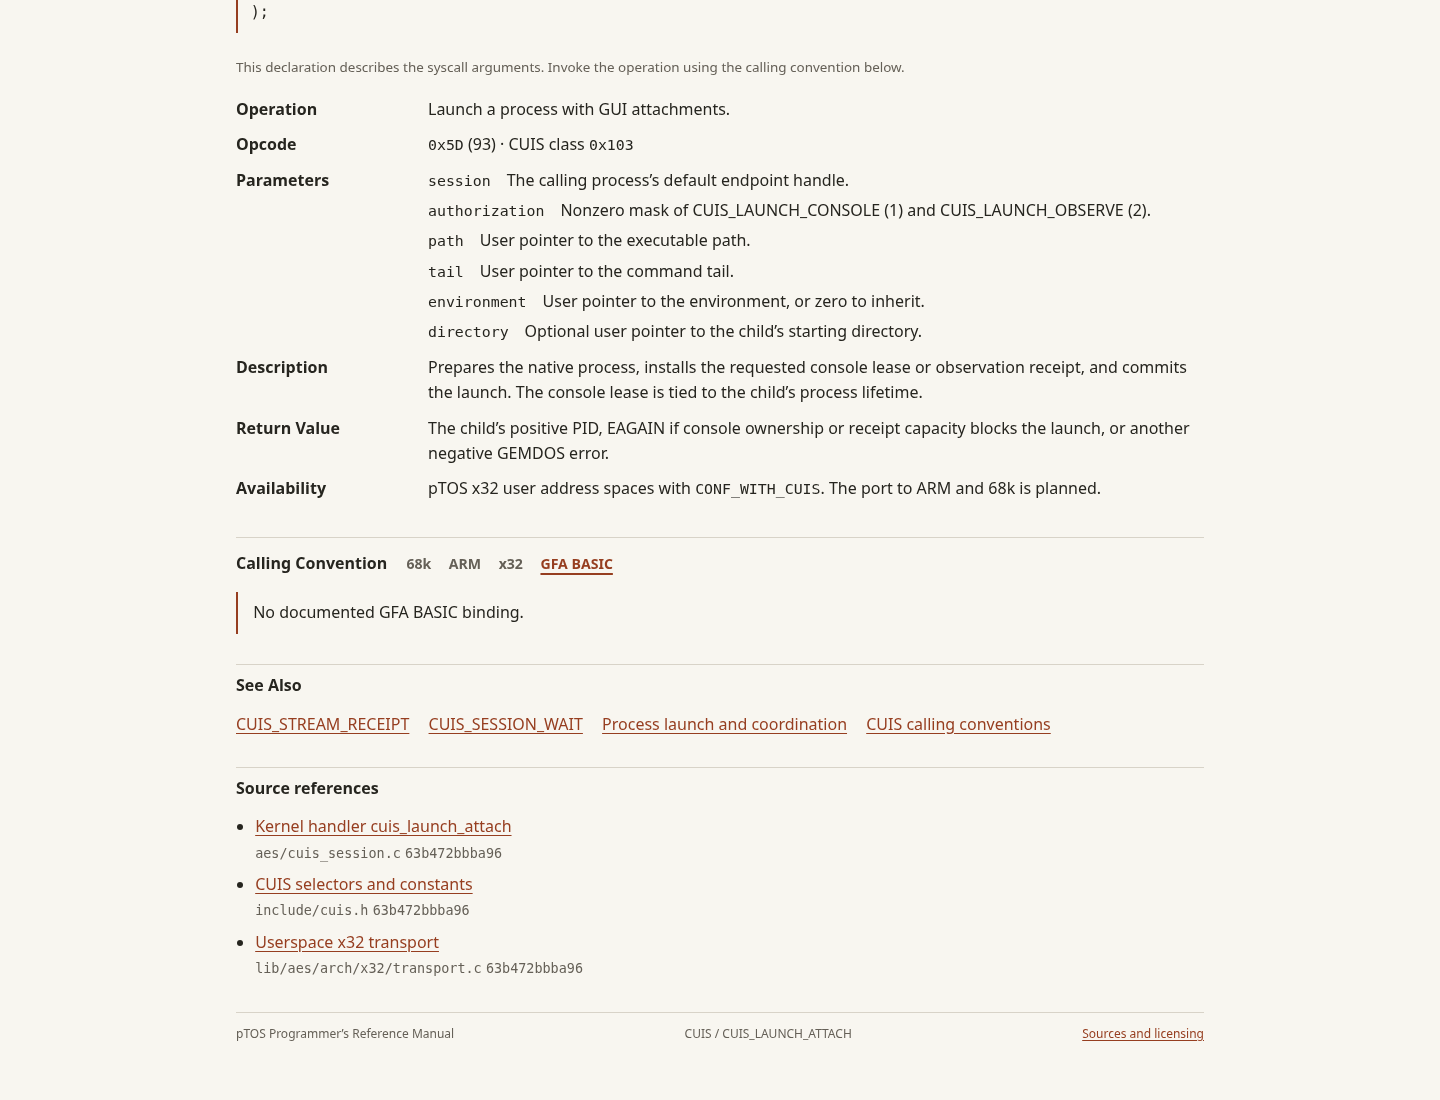 );
This declaration describes the syscall arguments. Invoke the operation using the calling convention below.
Operation Launch a process with GUI attachments.
Opcode 0x5D (93) · CUIS class 0x103
Parameters session The calling process’s default endpoint handle.
authorization Nonzero mask of CUIS_LAUNCH_CONSOLE (1) and CUIS_LAUNCH_OBSERVE (2).
path User pointer to the executable path.
tail User pointer to the command tail.
environment User pointer to the environment, or zero to inherit.
directory Optional user pointer to the child’s starting directory.
Description Prepares the native process, installs the requested console lease or observation receipt, and commits
the launch. The console lease is tied to the child’s process lifetime.
Return Value The child’s positive PID, EAGAIN if console ownership or receipt capacity blocks the launch, or another
negative GEMDOS error.
Availability pTOS x32 user address spaces with CONF_WITH_CUIS. The port to ARM and 68k is planned.
Calling Convention 68k ARM x32 GFA BASIC
No documented GFA BASIC binding.
See Also
CUIS_STREAM_RECEIPT CUIS_SESSION_WAIT Process launch and coordination CUIS calling conventions
Source references
Kernel handler cuis_launch_attach
aes/cuis_session.c 63b472bbba96
CUIS selectors and constants
include/cuis.h 63b472bbba96
Userspace x32 transport
lib/aes/arch/x32/transport.c 63b472bbba96
pTOS Programmer’s Reference Manual CUIS / CUIS_LAUNCH_ATTACH Sources and licensing